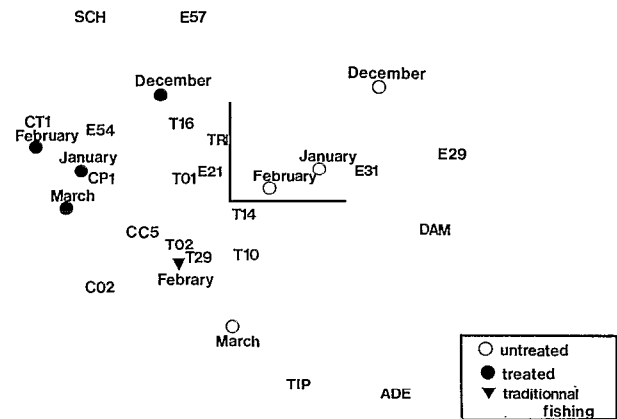 SCH E57
December
December
CT1
February E54
T16
TRI
January
CP1
T01 E21
January
February E31
E29
March
T14
DAM
CC5
T02
T29
T10
Febrary
C02
March
TIP
ADE
untreated
treated
traditionnal
fishing